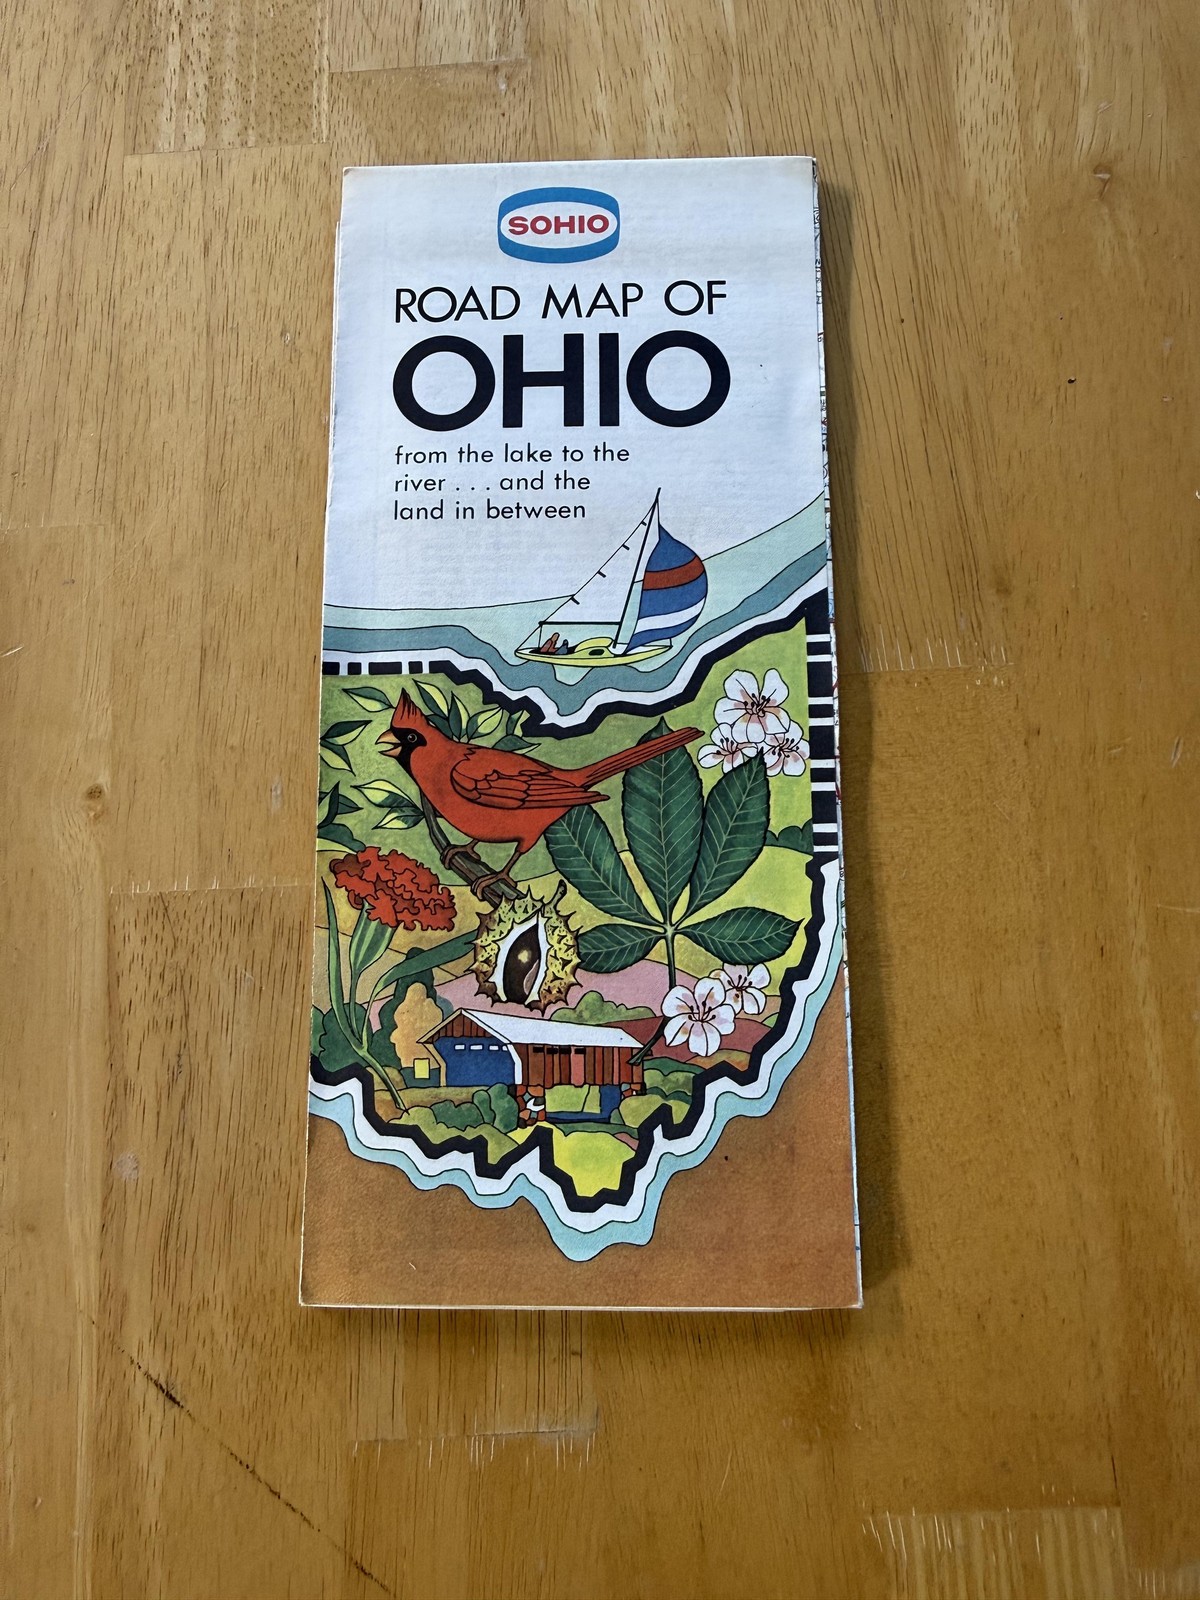 SOHIO
ROAD MAP OF
OHIO
from the lake to the
river . . . and the
land in between